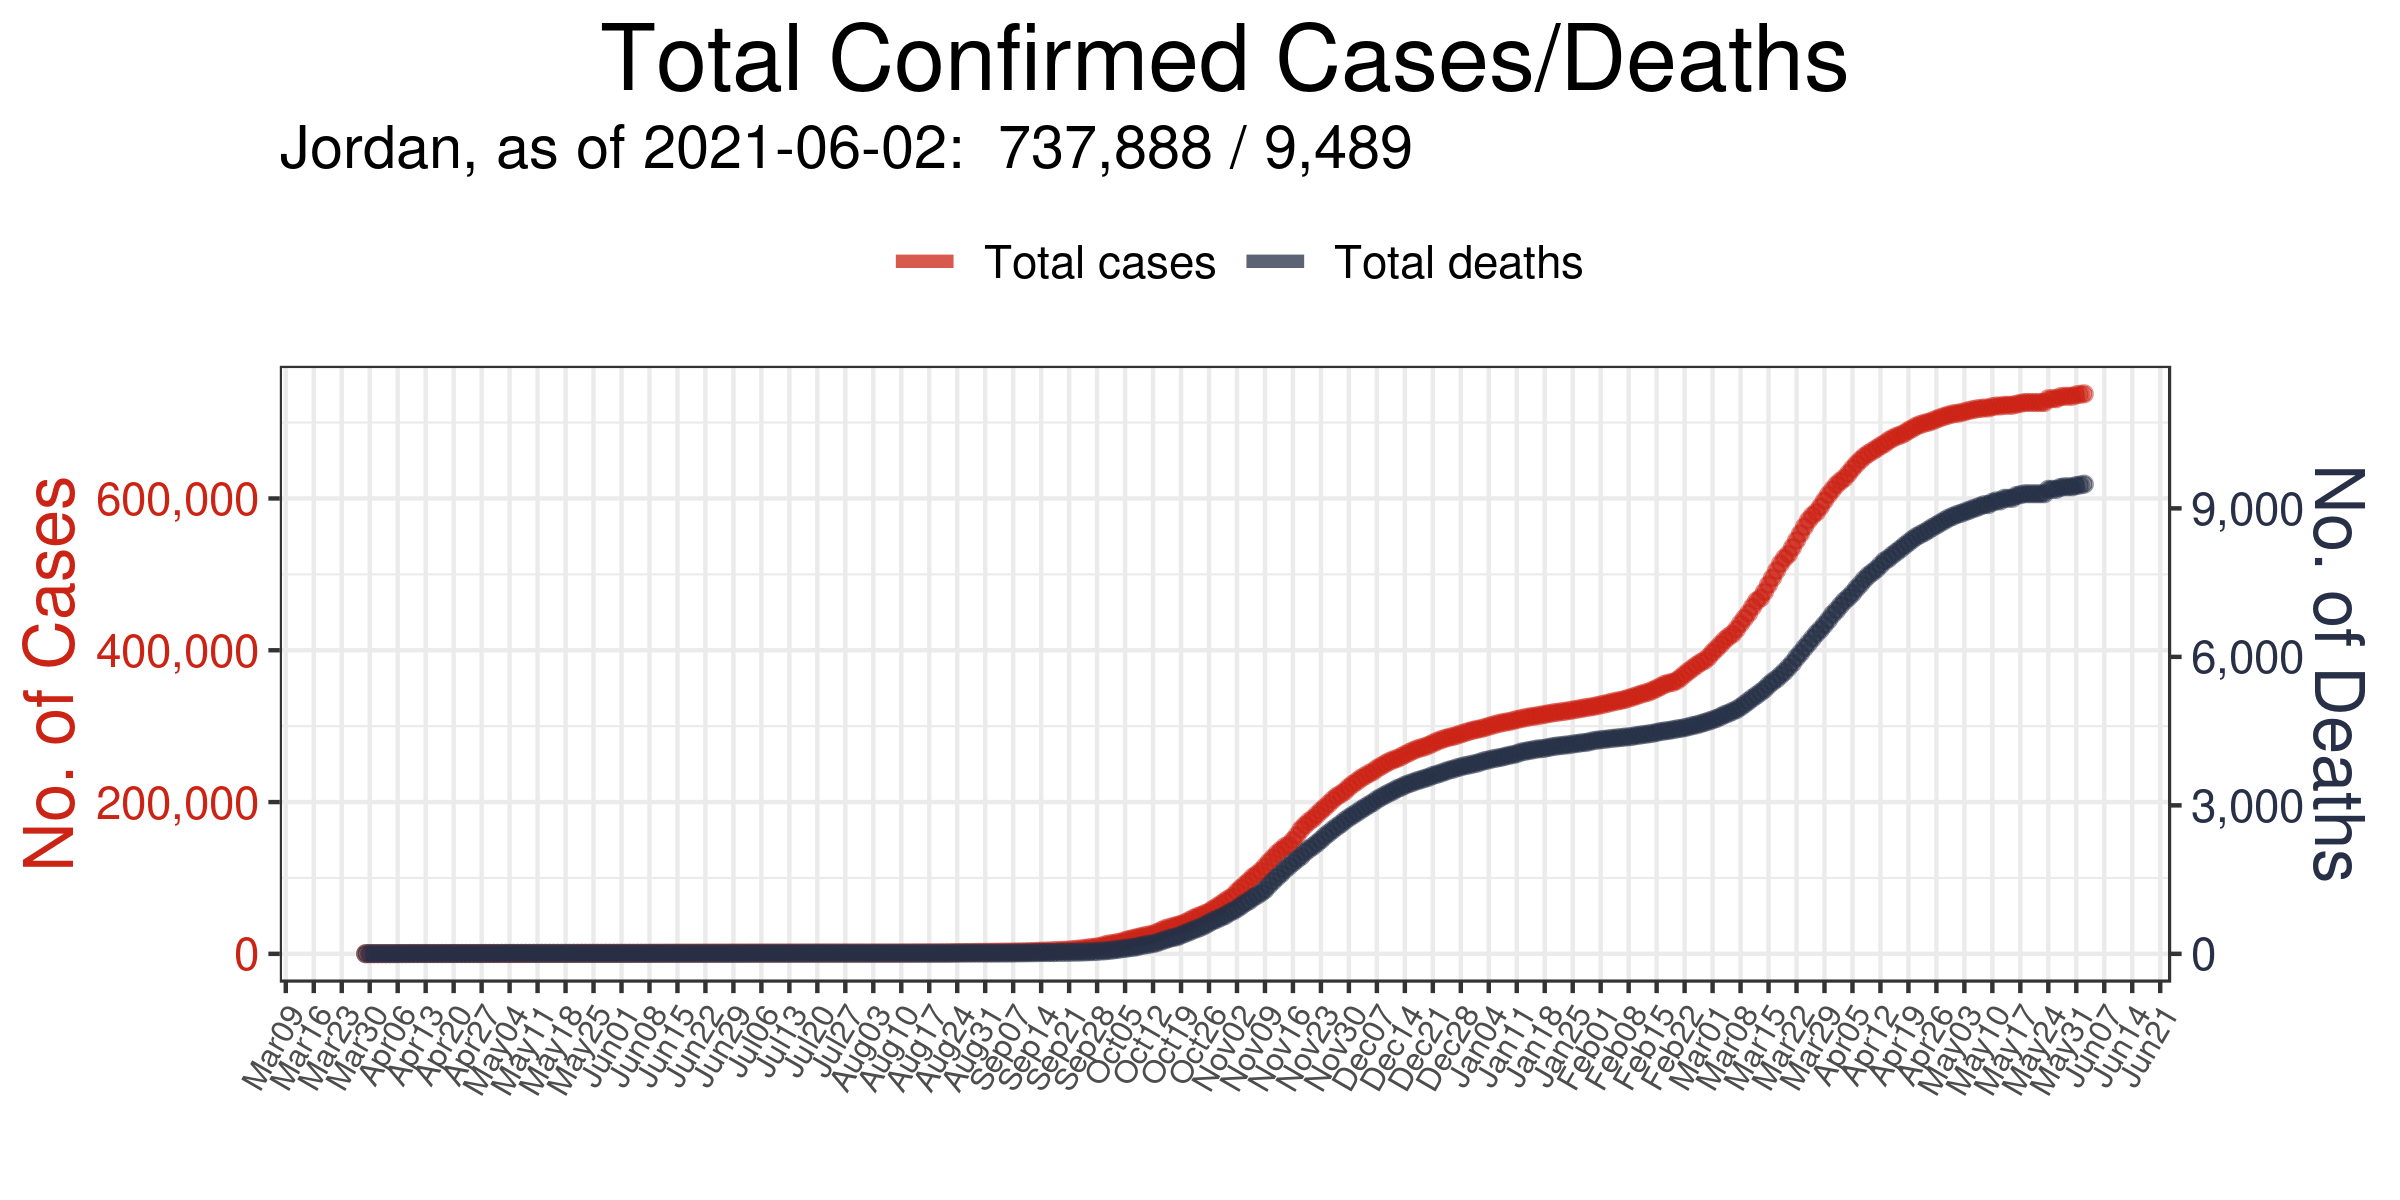 Total Confirmed Cases/Deaths
Jordan, as of 2021-06-02:  737,888 / 9,489
Total cases
Total deaths
No. of Cases
600,000
400,000
200,000
0
9,000
6,000
3,000
0
No. of Deaths
Mar09
Mar16
Mar23
Mar30
Apr06
Apr13
Apr20
Apr27
May04
May11
May18
May25
Jun01
Jun08
Jun15
Jun22
Jun29
Jul06
Jul13
Jul20
Jul27
Aug03
Aug10
Aug17
Aug24
Aug31
Sep07
Sep14
Sep21
Sep28
Oct05
Oct12
Oct19
Oct26
Nov02
Nov09
Nov16
Nov23
Nov30
Dec07
Dec14
Dec21
Dec28
Jan04
Jan11
Jan18
Jan25
Feb01
Feb08
Feb15
Feb22
Mar01
Mar08
Mar15
Mar22
Mar29
Apr05
Apr12
Apr19
Apr26
May03
May10
May17
May24
May31
Jun07
Jun14
Jun21